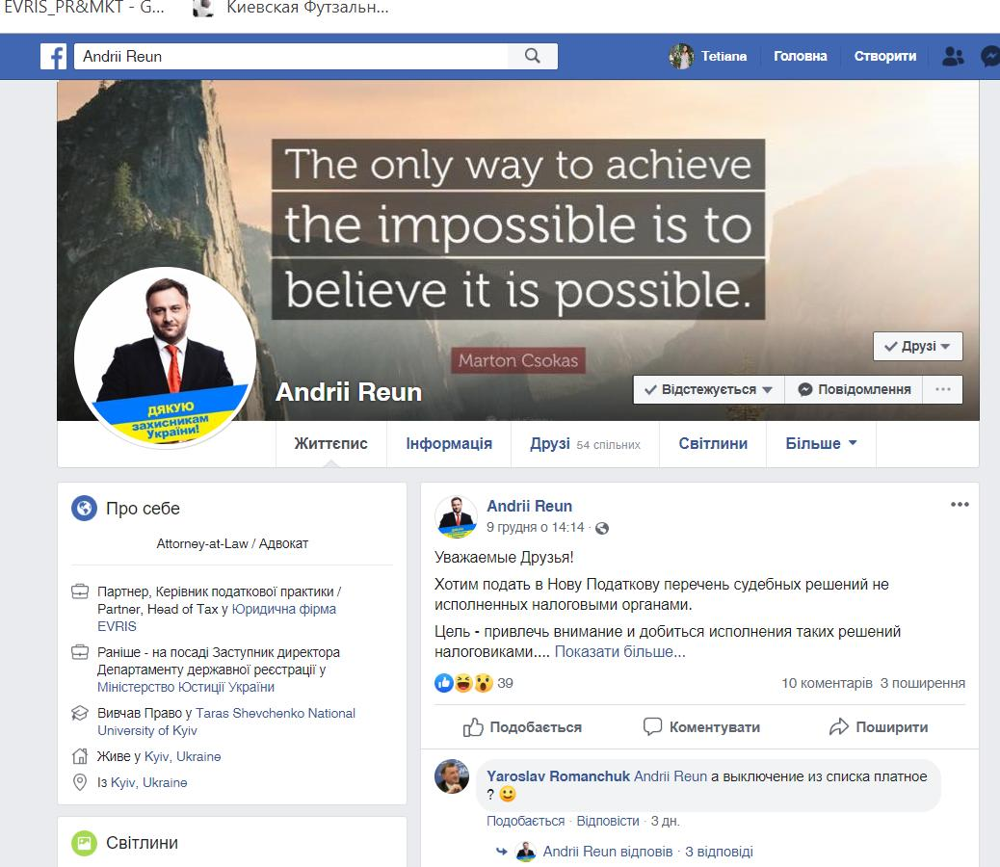 EVRIS_PR&MKT - G...
Киевская Футзальн...
Andrii Reun
Tetiana
Головна
Створити
The only way to achieve
the impossible is to
believe it is possible.
Marton Csokas
Друзі
ДЯКУЮ
захисникам
України!
Andrii Reun
Відстежується
Повідомлення
...
Життєпис
Інформація
Друзі 54 спільних
Світлини
Більше
Про себе
Attorney-at-Law / Адвокат
Партнер, Керівник податкової практики /
Partner, Head of Tax у Юридична фірма
EVRIS
Раніше - на посаді Заступник директора
Департаменту державної реєстрації у
Міністерство Юстиції України
Вивчав Право у Taras Shevchenko National
University of Kyiv
Живе у Kyiv, Ukraine
Із Kyiv, Ukraine
Світлини
Andrii Reun
9 грудня о 14:14 ·
Уважаемые Друзья!
Хотим подать в Нову Податкову перечень судебных решений не
исполненных налоговыми органами.
Цель - привлечь внимание и добиться исполнения таких решений
налоговиками.... Показати більше...
39
10 коментарів 3 поширення
Подобається
Коментувати
Поширити
Yaroslav Romanchuk Andrii Reun а выключение из списка платное
? 🙂
Подобається · Відповісти · 3 дн.
Andrii Reun відповів · 3 відповіді